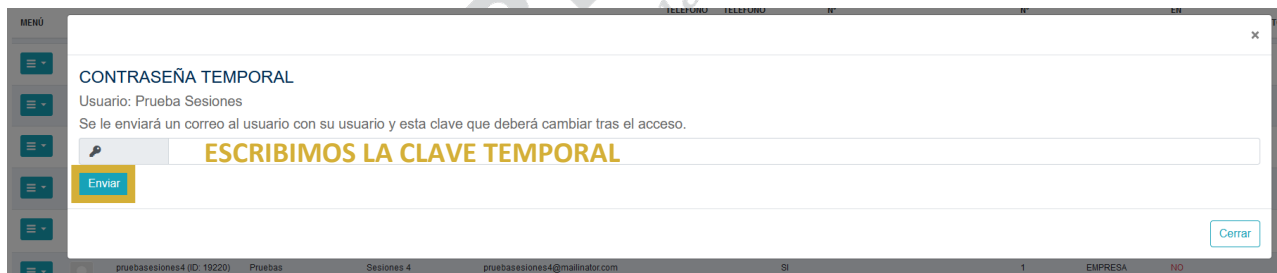 TELÉFONO TELÉFONO Nº Nº EN
MENÚ
×
CONTRASEÑA TEMPORAL
Usuario: Prueba Sesiones
Se le enviará un correo al usuario con su usuario y esta clave que deberá cambiar tras el acceso.
ESCRIBIMOS LA CLAVE TEMPORAL
Enviar
Cerrar
pruebasesiones4 (ID: 19220) Pruebas Sesiones 4 pruebasesiones4@mailinator.com SI 1 EMPRESA NO